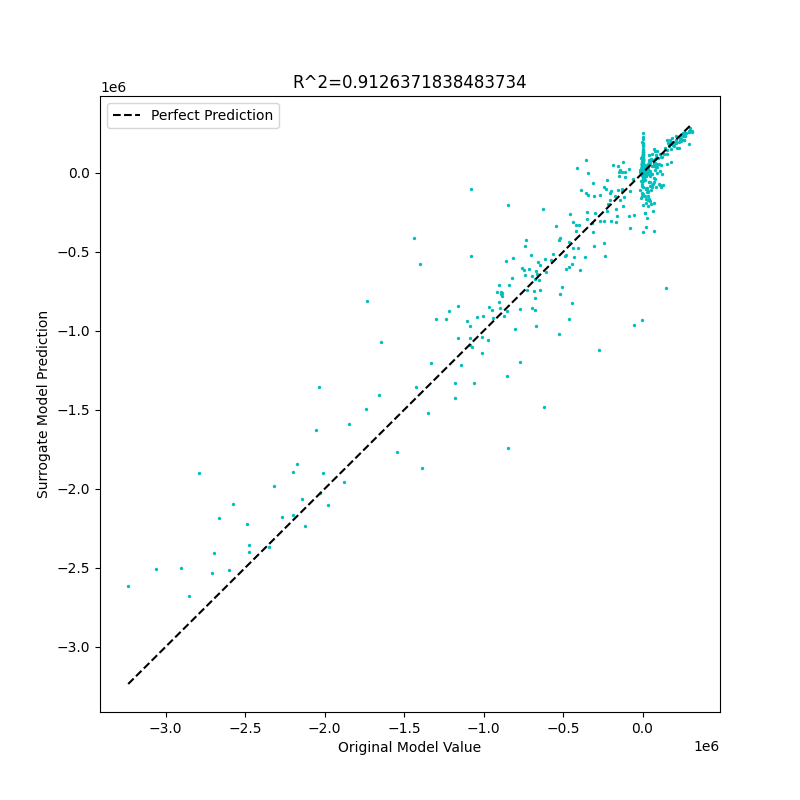 R^2=0.9126371838483734
1e6
Perfect Prediction
0.0
−0.5
−1.0
−1.5
−2.0
−2.5
−3.0
Surrogate Model Prediction
−3.0 −2.5 −2.0 −1.5 −1.0 −0.5 0.0
Original Model Value
1e6